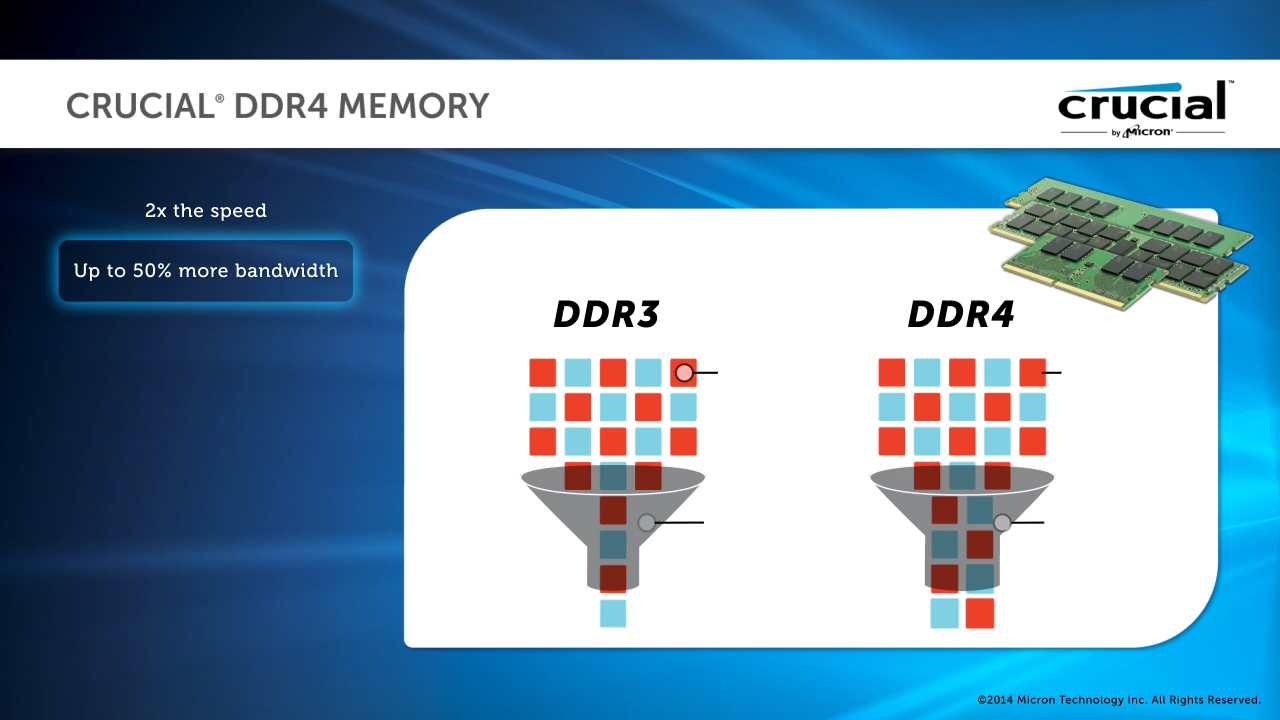 CRUCIAL® DDR4 MEMORY
crucial™
by Micron®
2x the speed
Up to 50% more bandwidth
DDR3
DDR4
©2014 Micron Technology Inc. All Rights Reserved.